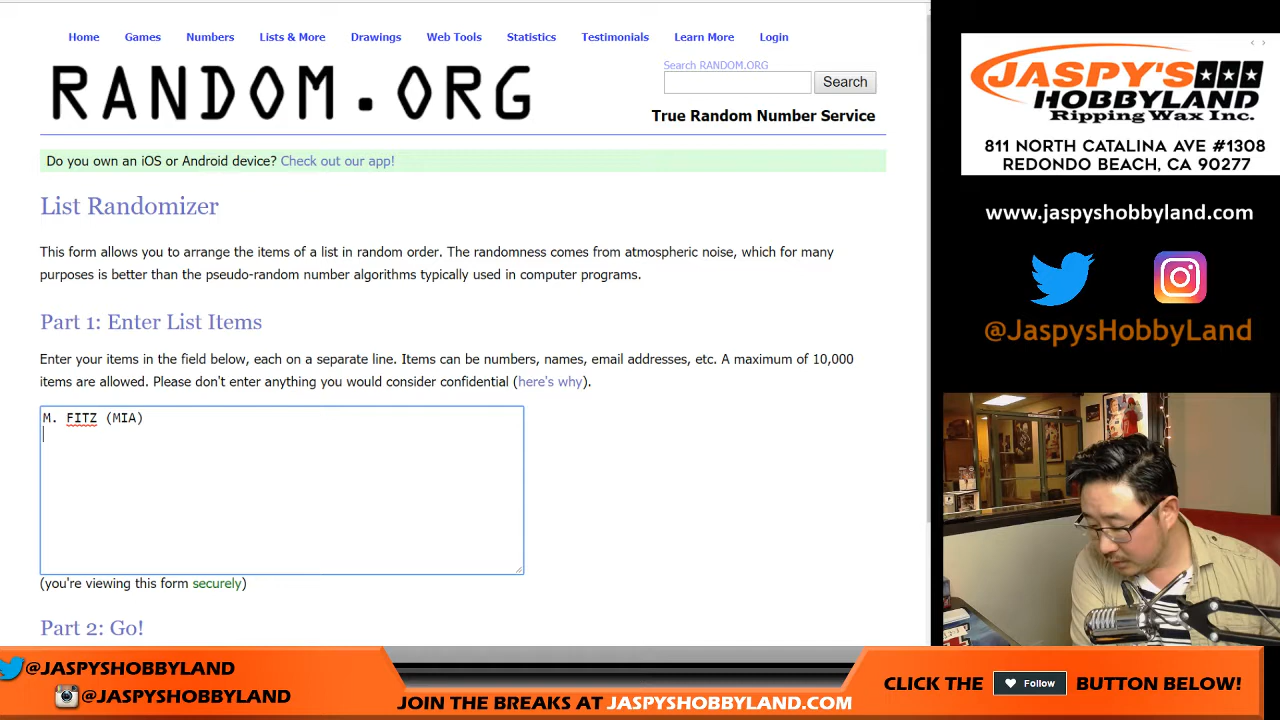 Home Games Numbers Lists & More Drawings Web Tools Statistics Testimonials Learn More Login
RANDOM.ORG
Search RANDOM.ORG
Search
True Random Number Service
Do you own an iOS or Android device? Check out our app!
List Randomizer
This form allows you to arrange the items of a list in random order. The randomness comes from atmospheric noise, which for many
purposes is better than the pseudo-random number algorithms typically used in computer programs.
Part 1: Enter List Items
Enter your items in the field below, each on a separate line. Items can be numbers, names, email addresses, etc. A maximum of 10,000
items are allowed. Please don't enter anything you would consider confidential (here's why).
M. FITZ (MIA)
(you're viewing this form securely)
Part 2: Go!
JASPY'S
HOBBYLAND
Ripping Wax Inc.
811 NORTH CATALINA AVE #1308
REDONDO BEACH, CA 90277
www.jaspyshobbyland.com
@JaspysHobbyLand
@JASPYSHOBBYLAND
@JASPYSHOBBYLAND
JOIN THE BREAKS AT JASPYSHOBBYLAND.COM
CLICK THE Follow BUTTON BELOW!